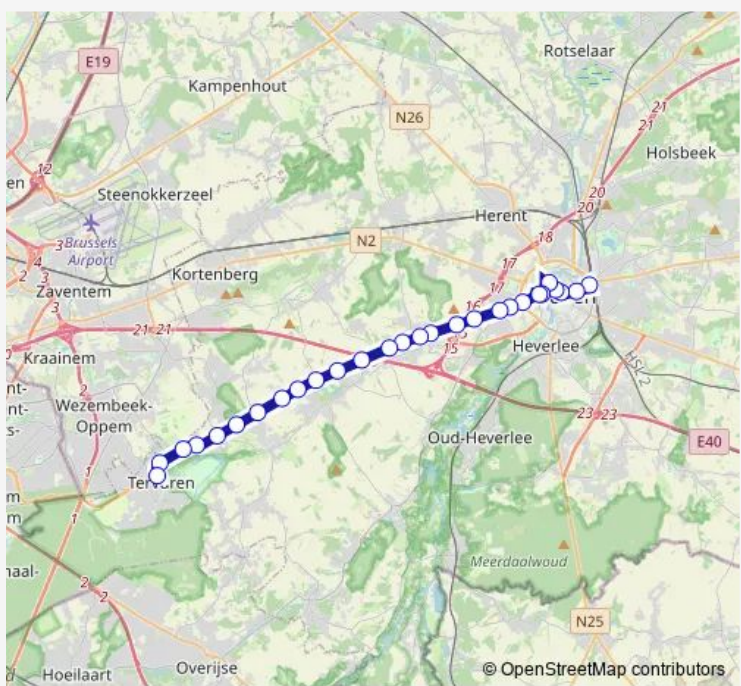 Rotselaar
E19
Kampenhout
21
21
N26
Holsbeek
12
Steenokkerzeel
20
20
Herent
Brussels
Airport
3
N2
18
17
4
3
Kortenberg
17
2
Zaventem
3
16
21
21
15
Kraainem
Heverlee
HSL 2
2
Wezembeek-
Oppem
23
23
E40
Oud-Heverlee
1
Tervuren
1
Meerdaalwoud
2
2
N25
Hoeilaart
Overijse
© OpenStreetMap contributors